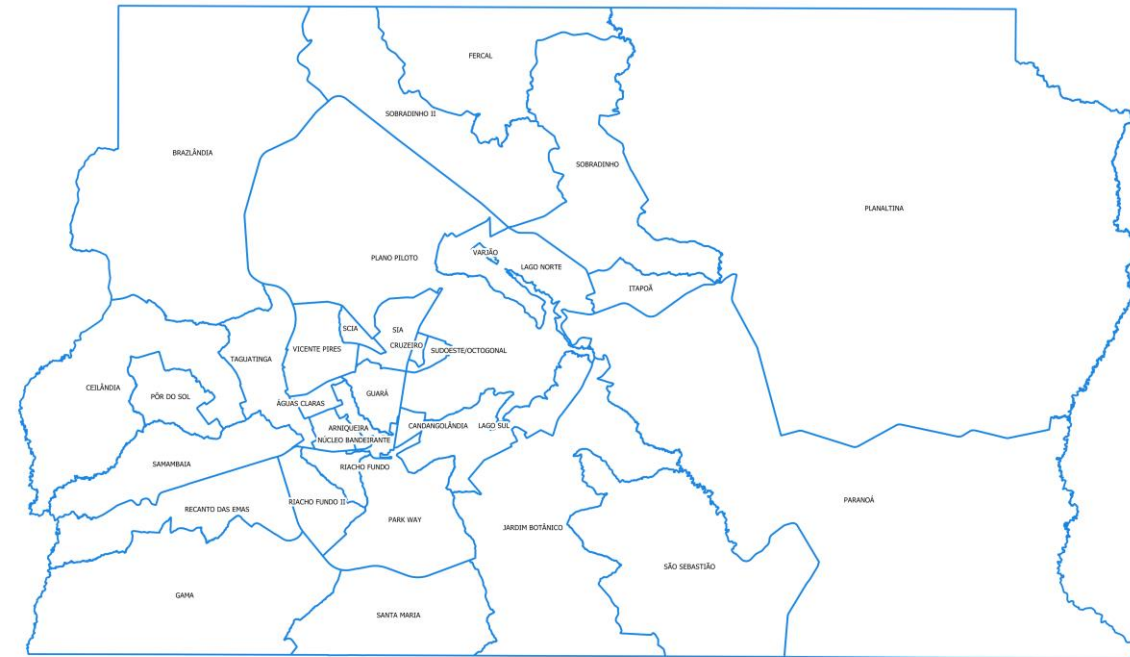 FERCAL
SOBRADINHO II
BRAZLÂNDIA
SOBRADINHO
PLANALTINA
PLANO PILOTO
VARJÃO
LAGO NORTE
ITAPOÃ
SCIA
SIA
VICENTE PIRES
CRUZEIRO
SUDOESTE/OCTOGONAL
TAGUATINGA
CEILÂNDIA
PÔR DO SOL
GUARÁ
ÁGUAS CLARAS
ARNIQUEIRA
CANDANGOLÂNDIA
LAGO SUL
NÚCLEO BANDEIRANTE
SAMAMBAIA
RIACHO FUNDO
RECANTO DAS EMAS
RIACHO FUNDO II
PARK WAY
JARDIM BOTÂNICO
PARANOÁ
SÃO SEBASTIÃO
GAMA
SANTA MARIA